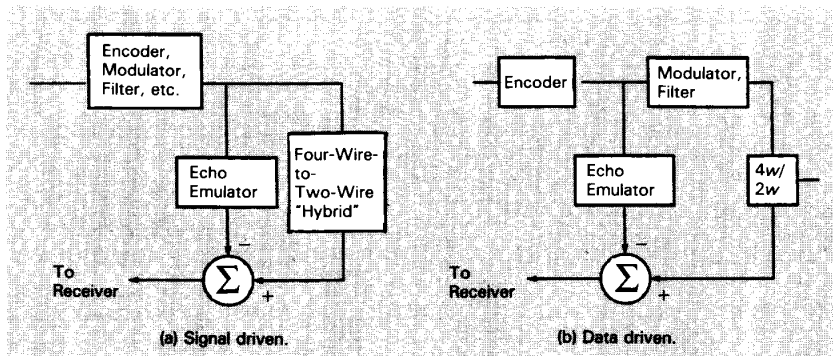 Encoder,
Modulator,
Filter, etc.
Echo
Emulator
Four-Wire-
to-
Two-Wire
"Hybrid"
−
Σ
+
To
Receiver
(a) Signal driven.
Encoder
Modulator,
Filter
Echo
Emulator
4w/
2w
−
Σ
+
To
Receiver
(b) Data driven.